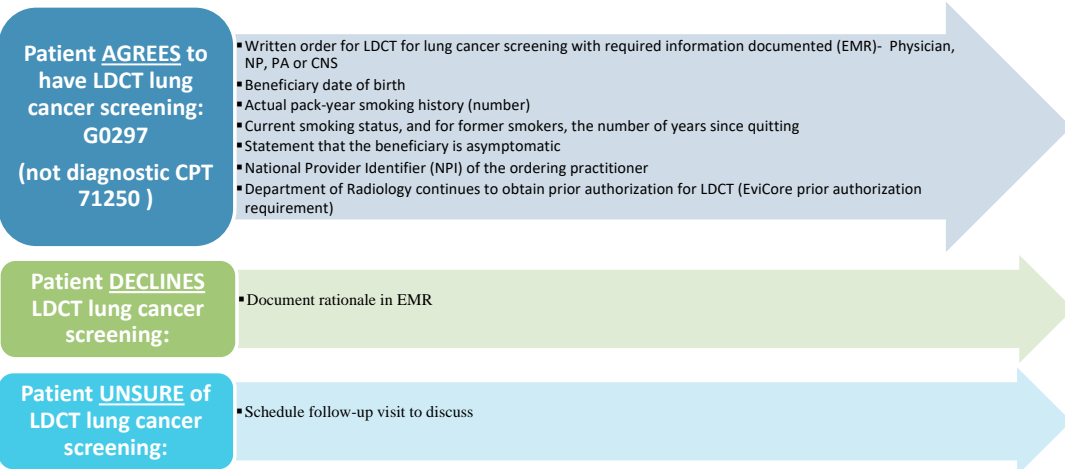 Patient AGREES to
have LDCT lung
cancer screening:
G0297
(not diagnostic CPT
71250 )
▪Written order for LDCT for lung cancer screening with required information documented (EMR)- Physician,
NP, PA or CNS
▪Beneficiary date of birth
▪Actual pack-year smoking history (number)
▪Current smoking status, and for former smokers, the number of years since quitting
▪Statement that the beneficiary is asymptomatic
▪National Provider Identifier (NPI) of the ordering practitioner
▪Department of Radiology continues to obtain prior authorization for LDCT (EviCore prior authorization
requirement)
Patient DECLINES
LDCT lung cancer
screening:
▪Document rationale in EMR
Patient UNSURE of
LDCT lung cancer
screening:
▪Schedule follow-up visit to discuss